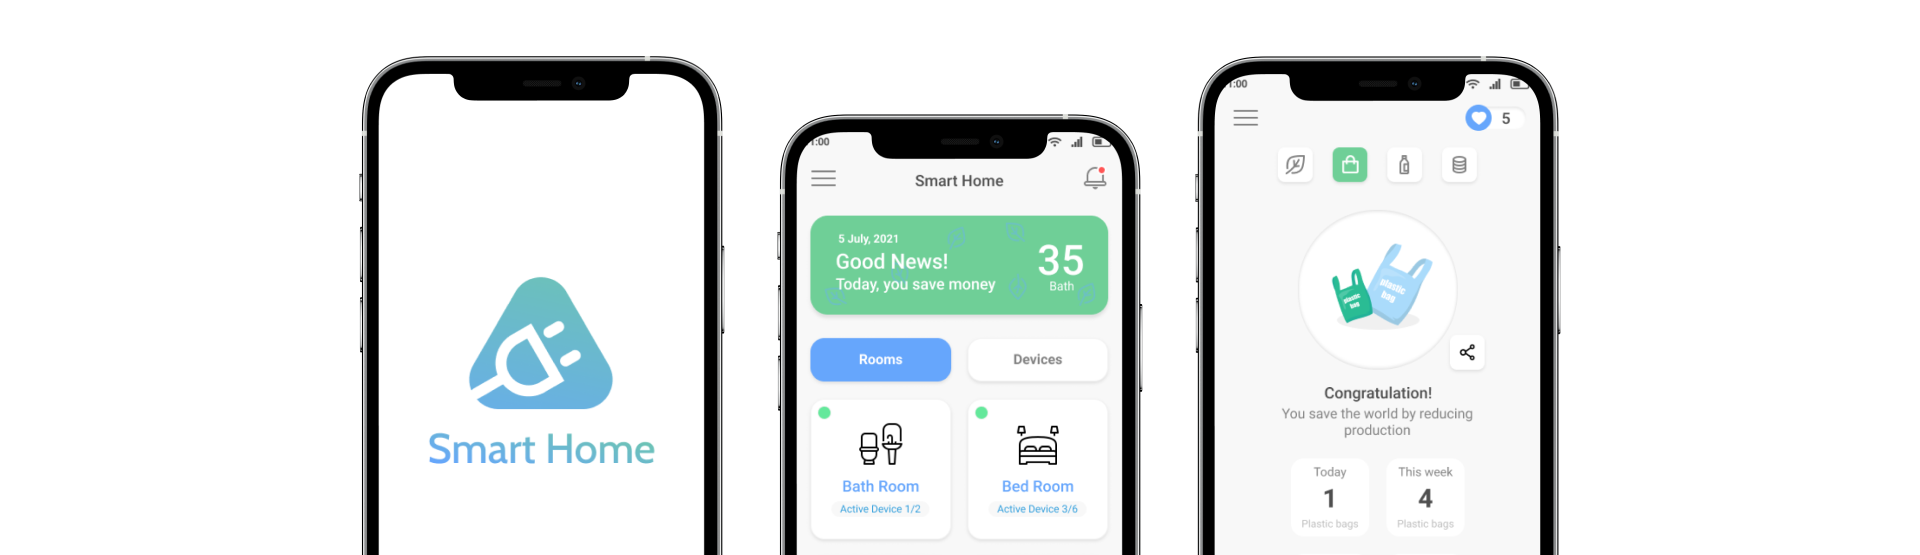 Smart Home
1:00
Smart Home
5 July, 2021
Good News!
Today, you save money
35
Bath
Rooms
Devices
Bath Room
Active Device 1/2
Bed Room
Active Device 3/6
1:00
5
plastic
bag
plastic
bag
Congratulation!
You save the world by reducing
production
Today
1
Plastic bags
This week
4
Plastic bags